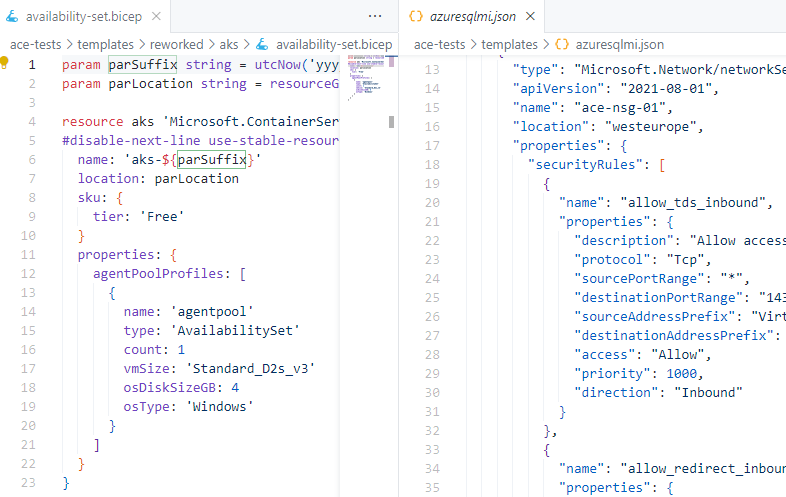 availability-set.bicep
ace-tests > templates > reworked > aks > availability-set.bicep
1 param parSuffix string = utcNow('yyy
2 param parLocation string = resourceG
3
4 resource aks 'Microsoft.ContainerSer
5 #disable-next-line use-stable-resour
6 name: 'aks-${parSuffix}'
7 location: parLocation
8 sku: {
9 tier: 'Free'
10 }
11 properties: {
12 agentPoolProfiles: [
13 {
14 name: 'agentpool'
15 type: 'AvailabilitySet'
16 count: 1
17 vmSize: 'Standard_D2s_v3'
18 osDiskSizeGB: 4
19 osType: 'Windows'
20 }
21 ]
22 }
23 }
azuresqlmi.json
ace-tests > templates > azuresqlmi.json
13 "type": "Microsoft.Network/networkSe
14 "apiVersion": "2021-08-01",
15 "name": "ace-nsg-01",
16 "location": "westeurope",
17 "properties": {
18 "securityRules": [
19 {
20 "name": "allow_tds_inbound",
21 "properties": {
22 "description": "Allow access
23 "protocol": "Tcp",
24 "sourcePortRange": "*",
25 "destinationPortRange": "143
26 "sourceAddressPrefix": "Virt
27 "destinationAddressPrefix":
28 "access": "Allow",
29 "priority": 1000,
30 "direction": "Inbound"
31 }
32 },
33 {
34 "name": "allow_redirect_inboun
35 "properties": {